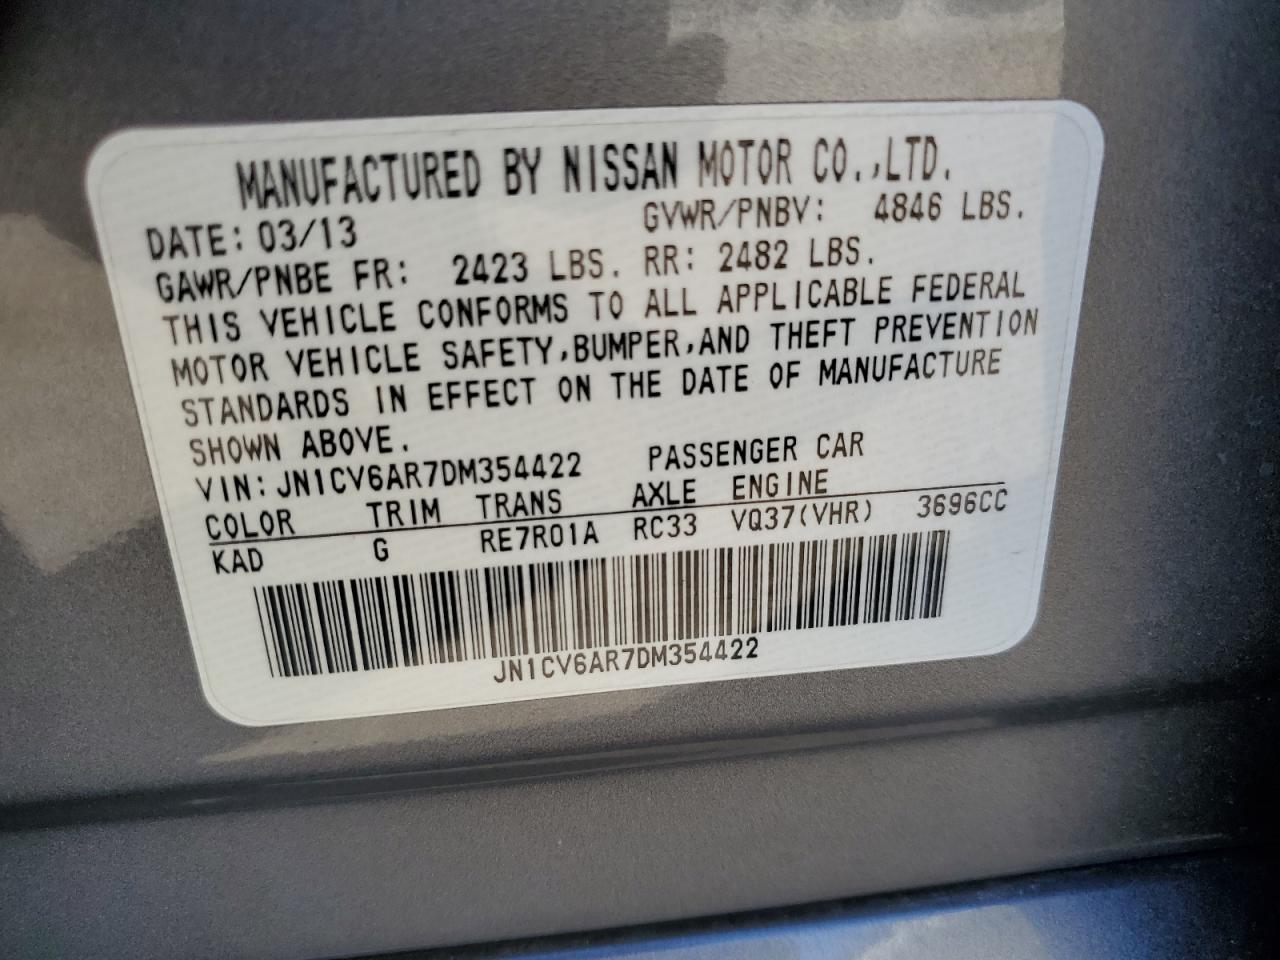 MANUFACTURED BY NISSAN MOTOR CO.,LTD.
DATE: 03/13 GVWR/PNBV: 4846 LBS.
GAWR/PNBE FR: 2423 LBS. RR: 2482 LBS.
THIS VEHICLE CONFORMS TO ALL APPLICABLE FEDERAL
MOTOR VEHICLE SAFETY,BUMPER,AND THEFT PREVENTION
STANDARDS IN EFFECT ON THE DATE OF MANUFACTURE
SHOWN ABOVE.
VIN: JN1CV6AR7DM354422 PASSENGER CAR
COLOR TRIM TRANS AXLE ENGINE
KAD G RE7R01A RC33 VQ37(VHR) 3696CC
JN1CV6AR7DM354422